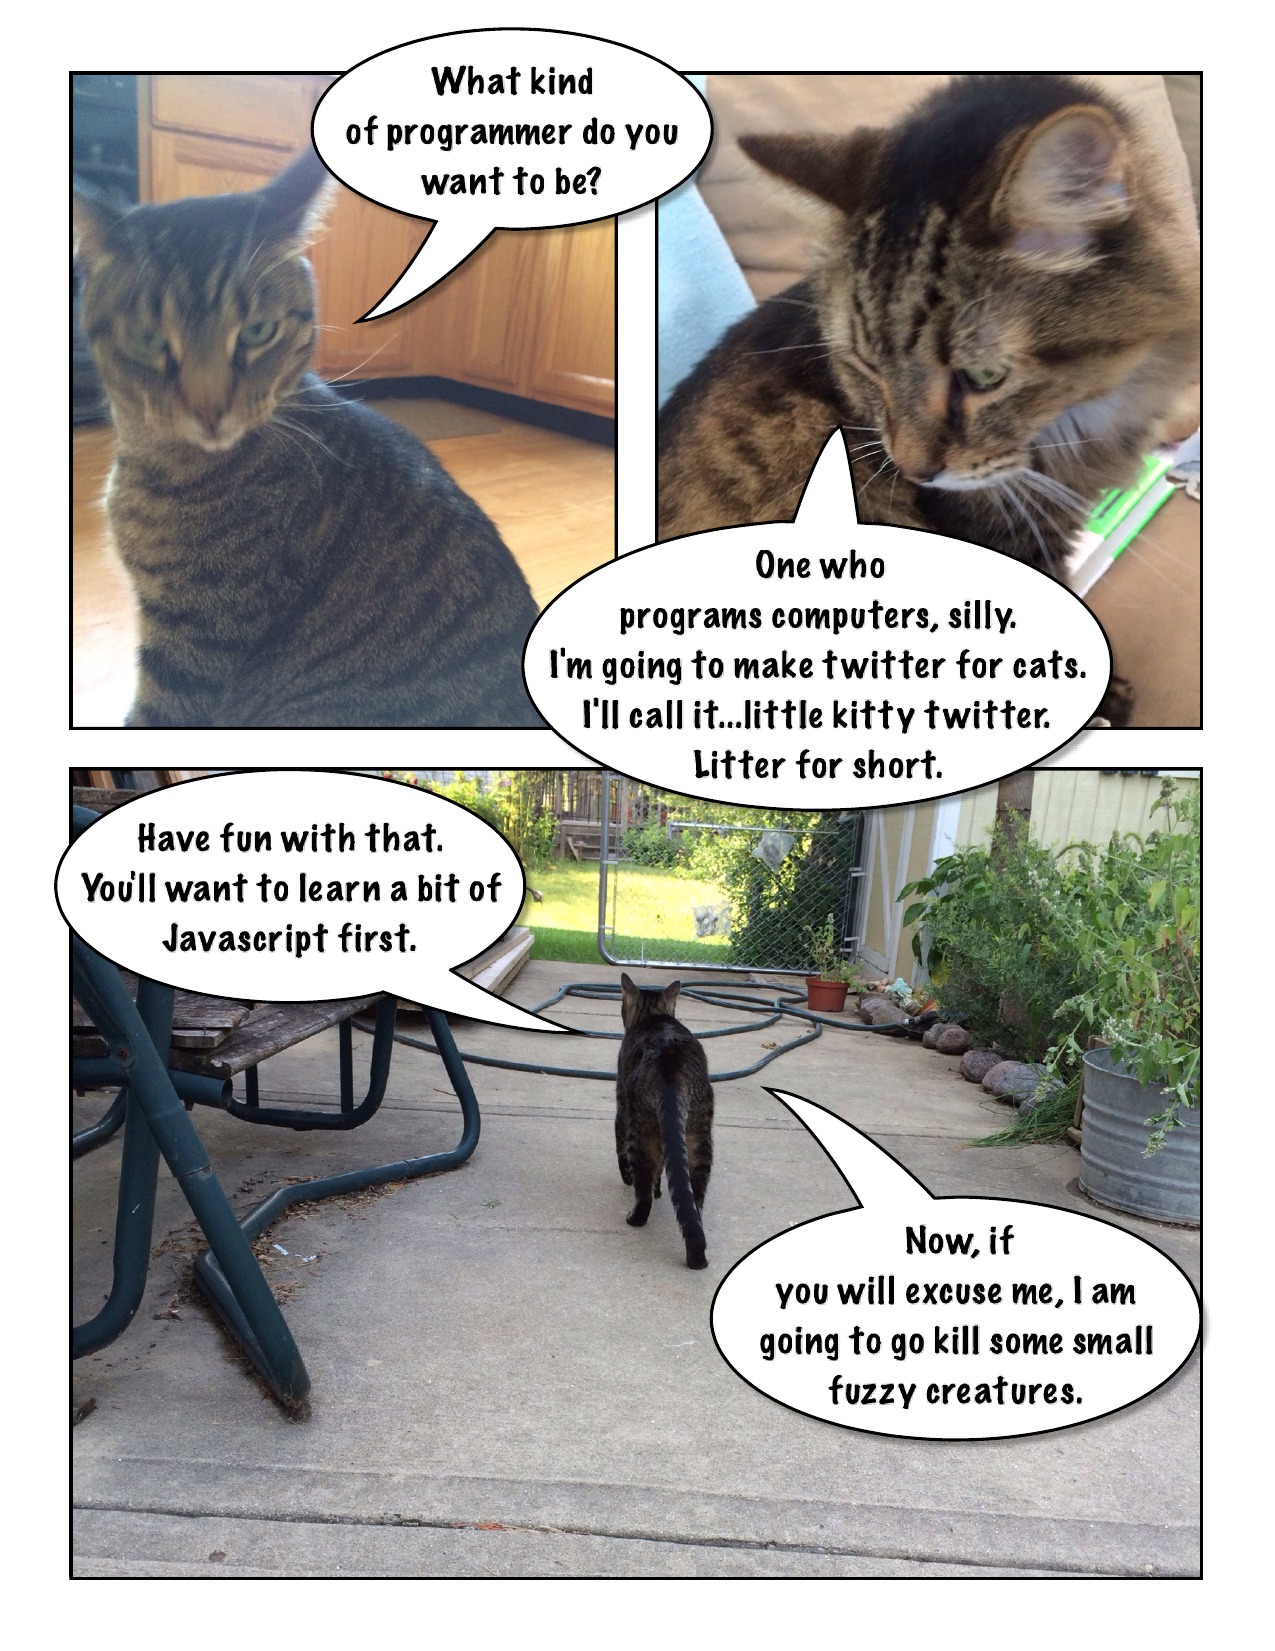 What kind
of programmer do you
want to be?
One who
programs computers, silly.
I'm going to make twitter for cats.
I'll call it...little kitty twitter.
Litter for short.
Have fun with that.
You'll want to learn a bit of
Javascript first.
Now, if
you will excuse me, I am
going to go kill some small
fuzzy creatures.